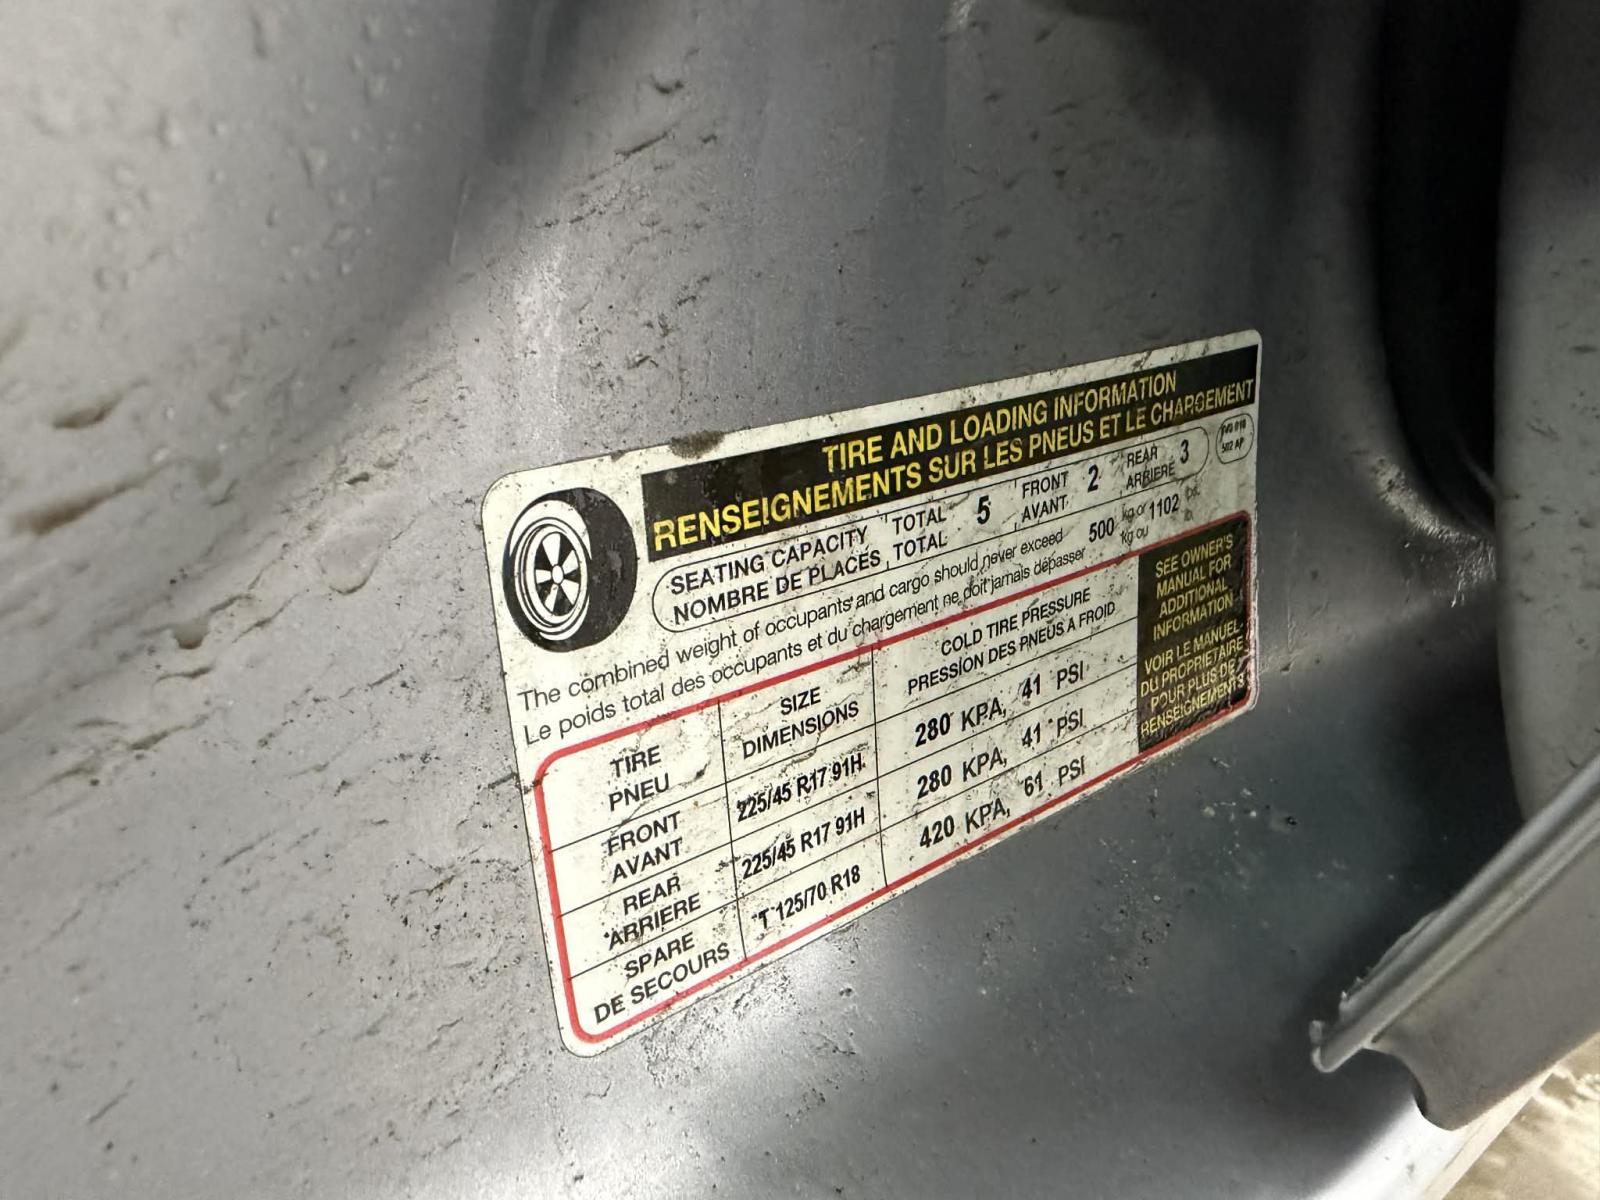 TIRE AND LOADING INFORMATION
RENSEIGNEMENTS SUR LES PNEUS ET LE CHARGEMENT
SEATING CAPACITY TOTAL 5 FRONT 2 REAR 3
NOMBRE DE PLACES TOTAL AVANT ARRIERE
The combined weight of occupants and cargo should never exceed 500 kg or 1102
Le poids total des occupants et du chargement ne doit jamais dépasser kg ou
TIRE SIZE COLD TIRE PRESSURE
PNEU DIMENSIONS PRESSION DES PNEUS A FROID
FRONT 225/45 R17 91H 280 KPA, 41 PSI
AVANT
REAR 225/45 R17 91H 280 KPA, 41 PSI
ARRIERE
SPARE T 125/70 R18 420 KPA, 61 PSI
DE SECOURS
SEE OWNER'S
MANUAL FOR
ADDITIONAL
INFORMATION
VOIR LE MANUEL
DU PROPRIETAIRE
POUR PLUS DE
RENSEIGNEMENTS